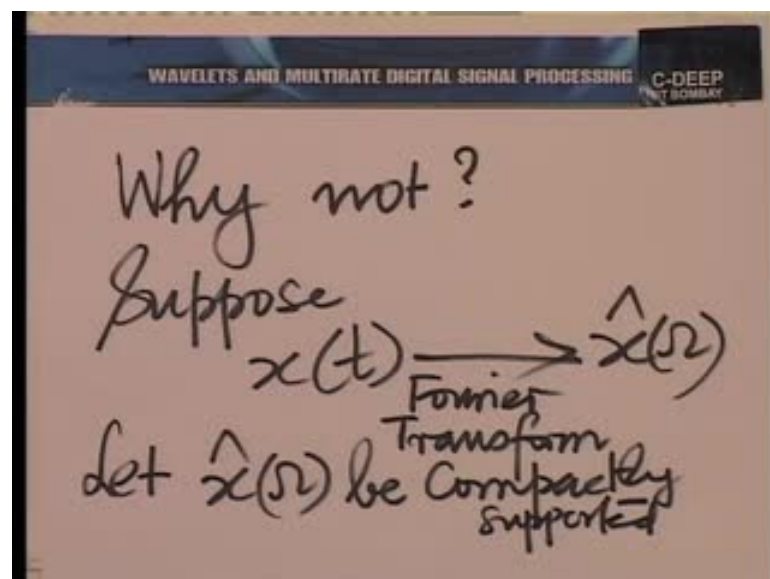 WAVELETS AND MULTIRATE DIGITAL SIGNAL PROCESSING
C-DEEP
IIT BOMBAY
Why not?
Suppose
x(t) → x̂(Ω)
Fourier
Transform
Let x̂(Ω) be Compactly
supported